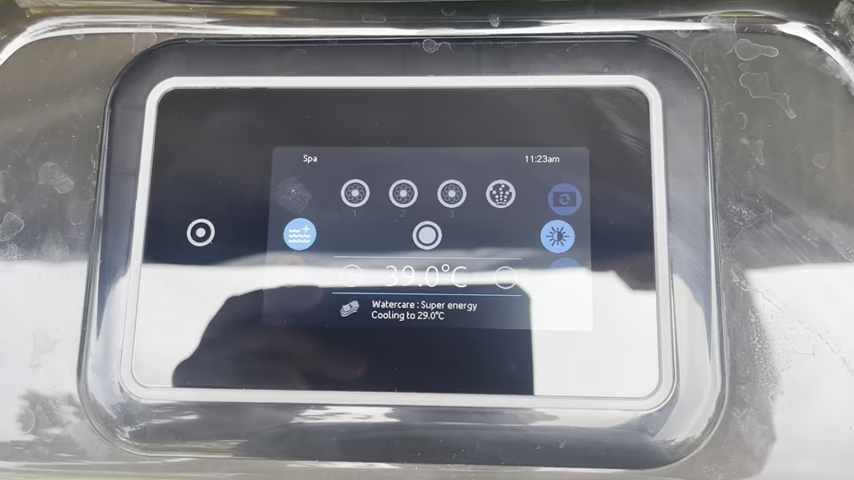 Spa
11:23am
1 2 3
39.0°C
Watercare : Super energy
Cooling to 29.0°C